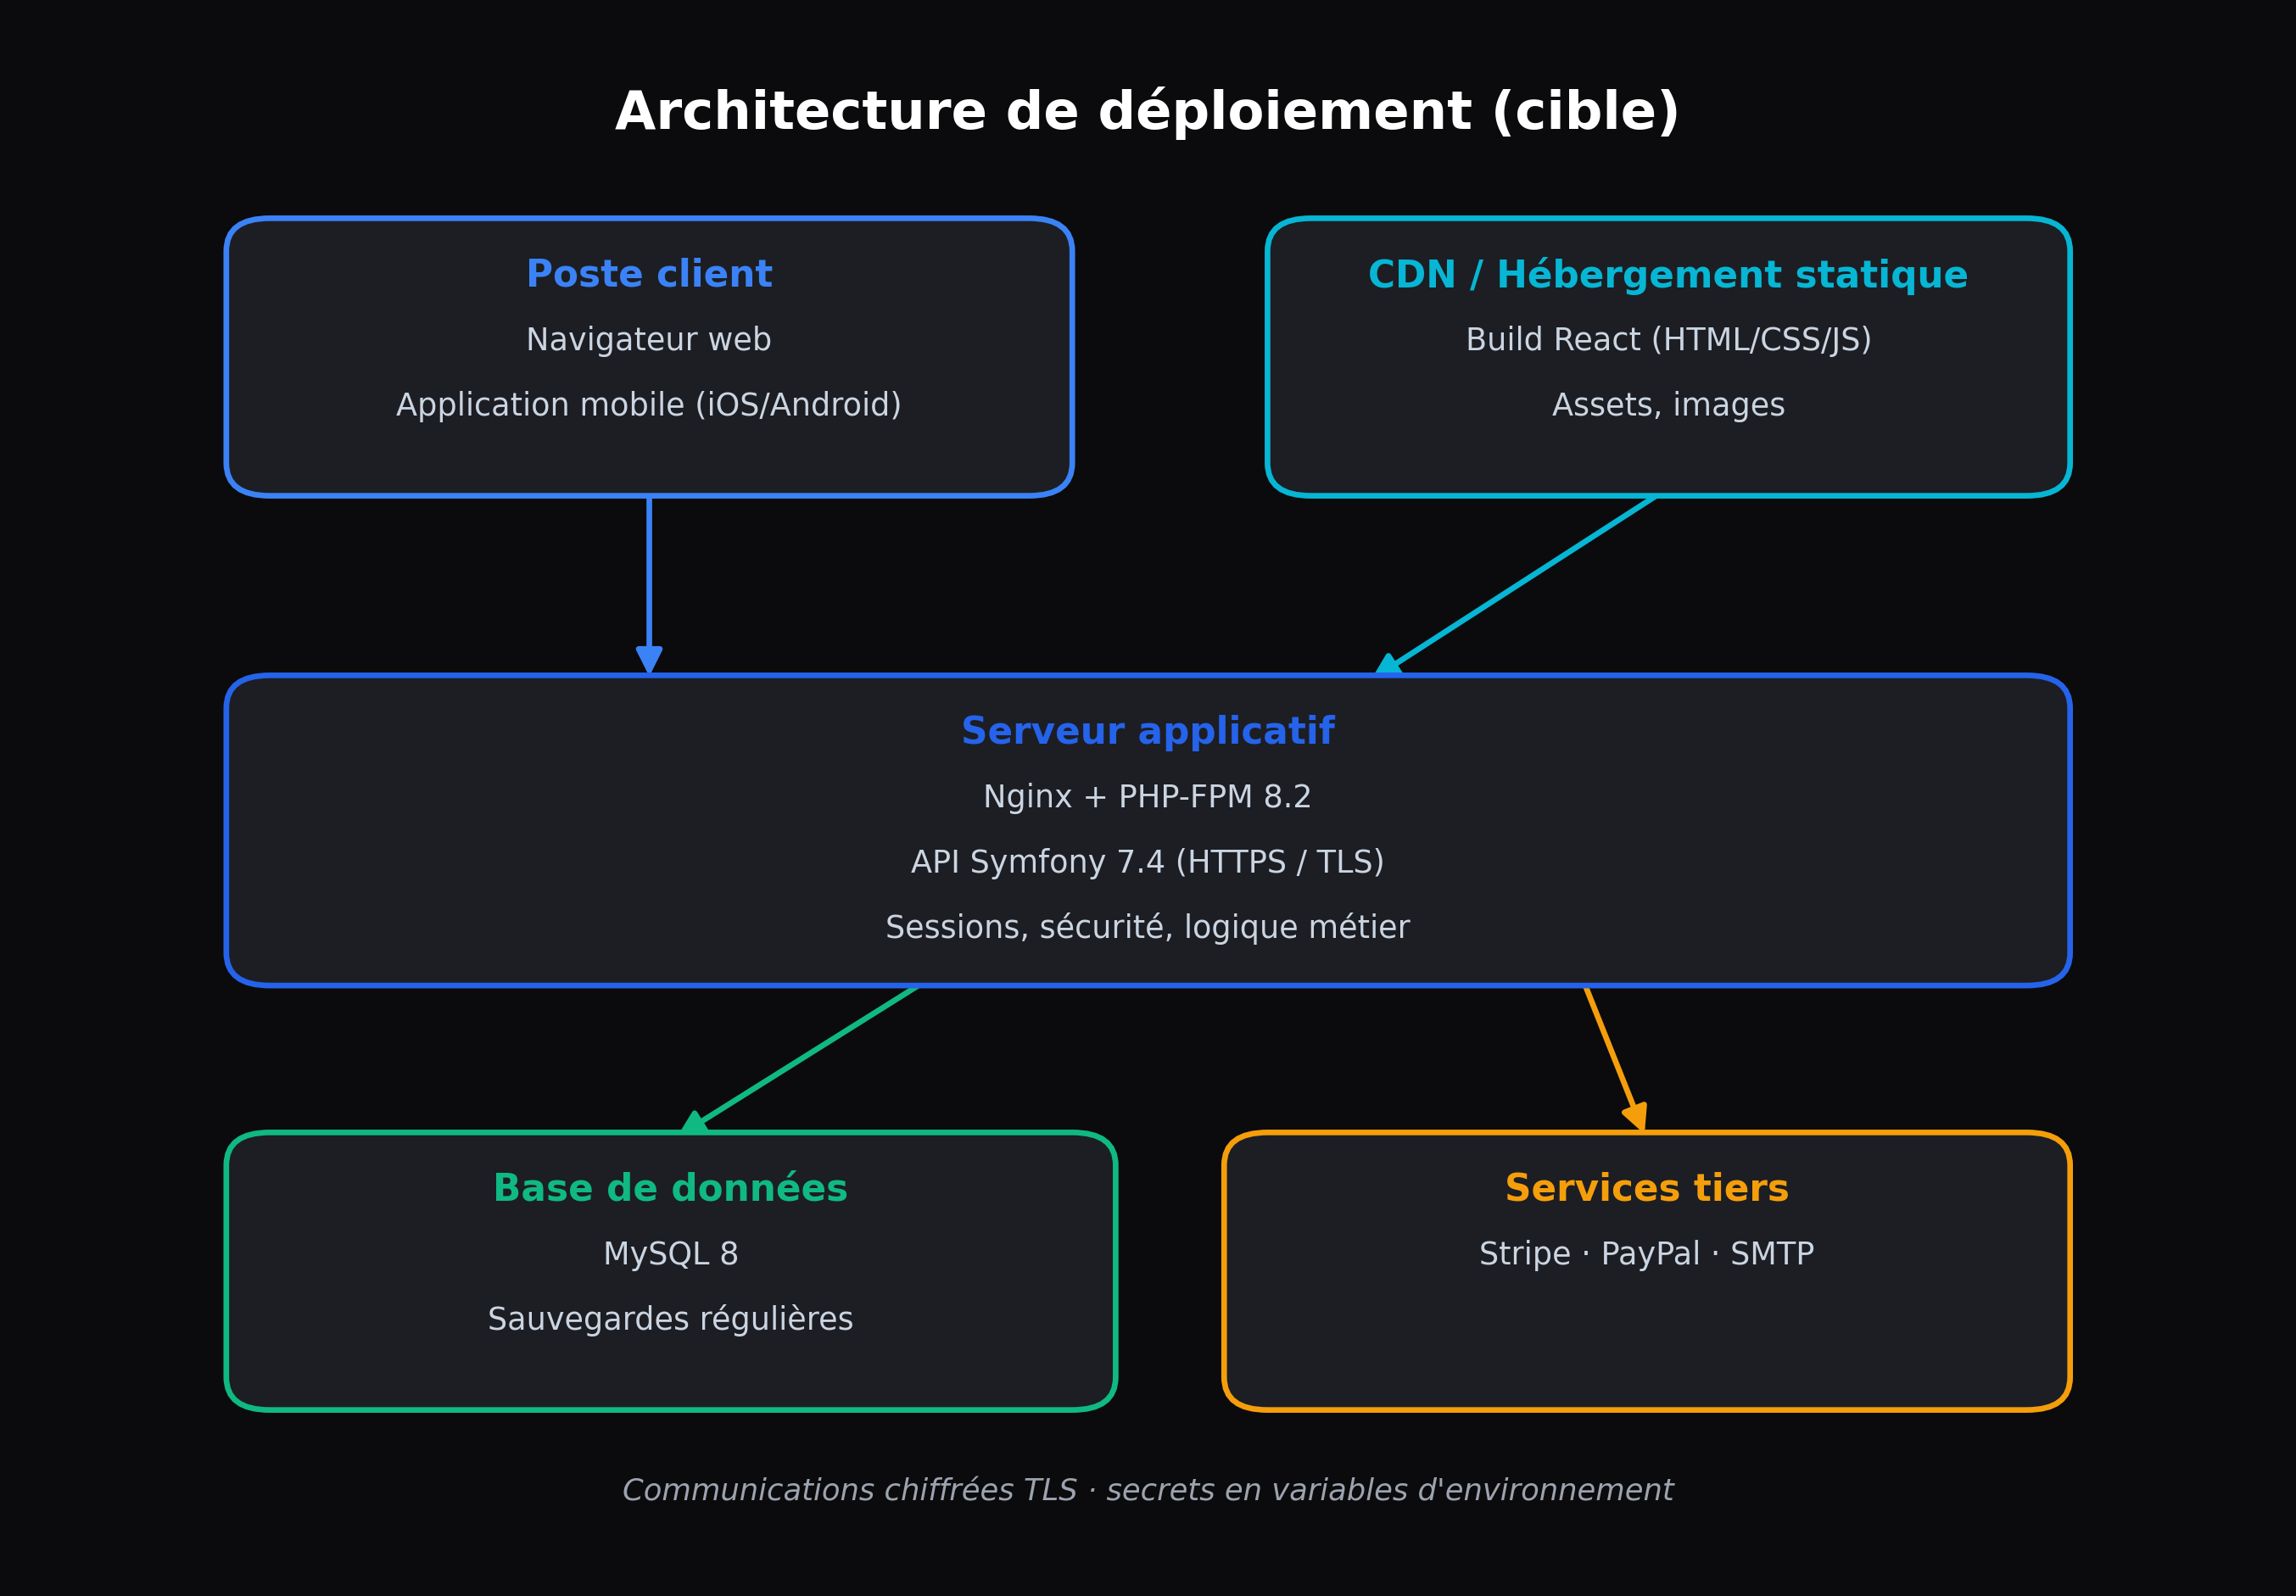 Architecture de déploiement (cible)
Poste client
Navigateur web
Application mobile (iOS/Android)
CDN / Hébergement statique
Build React (HTML/CSS/JS)
Assets, images
Serveur applicatif
Nginx + PHP-FPM 8.2
API Symfony 7.4 (HTTPS / TLS)
Sessions, sécurité, logique métier
Base de données
MySQL 8
Sauvegardes régulières
Services tiers
Stripe · PayPal · SMTP
Communications chiffrées TLS · secrets en variables d'environnement